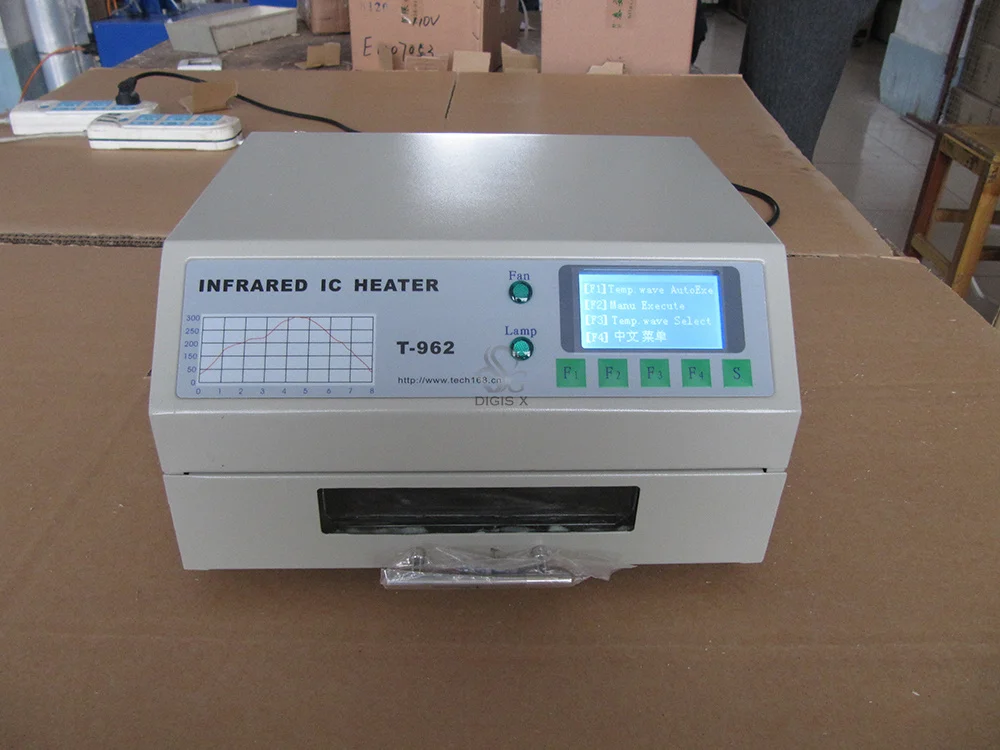 110V
INFRARED IC HEATER
Fan
Lamp
T-962
http://www.tech163.cn
300
250
200
150
100
50
0
0 1 2 3 4 5 6 7 8
[F1]Temp.wave AutoExe
[F2]Manu Execute
[F3]Temp.wave Select
[F4]中文菜单
F1 F2 F3 F4 S
DIGIS X